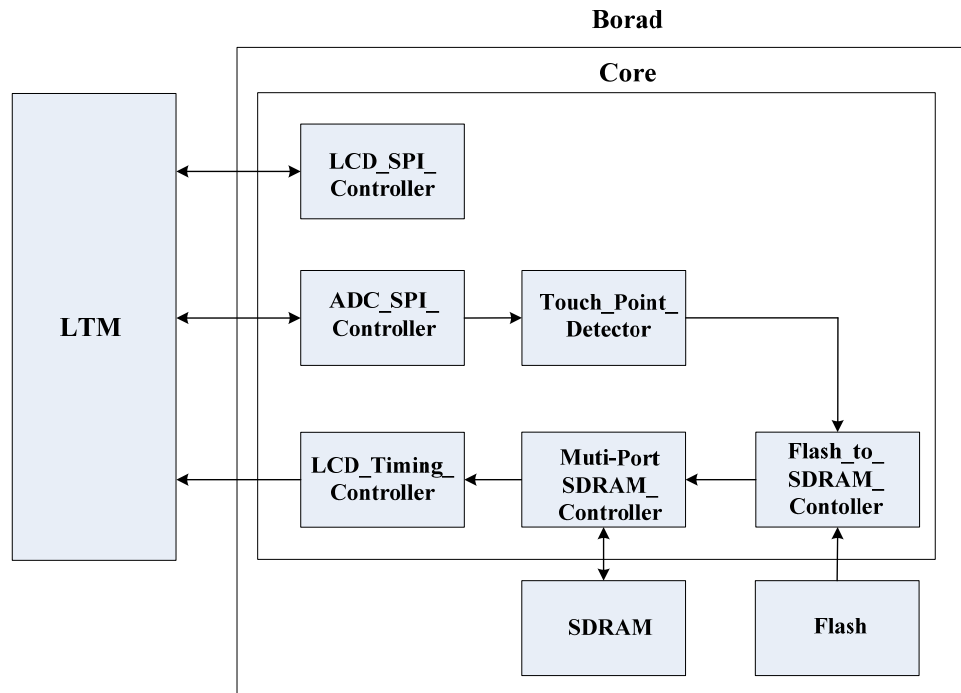 Borad
Core
LCD_SPI_
Controller
LTM
ADC_SPI_
Controller
Touch_Point_
Detector
LCD_Timing_
Controller
Muti-Port
SDRAM_
Controller
Flash_to_
SDRAM_
Contoller
SDRAM
Flash